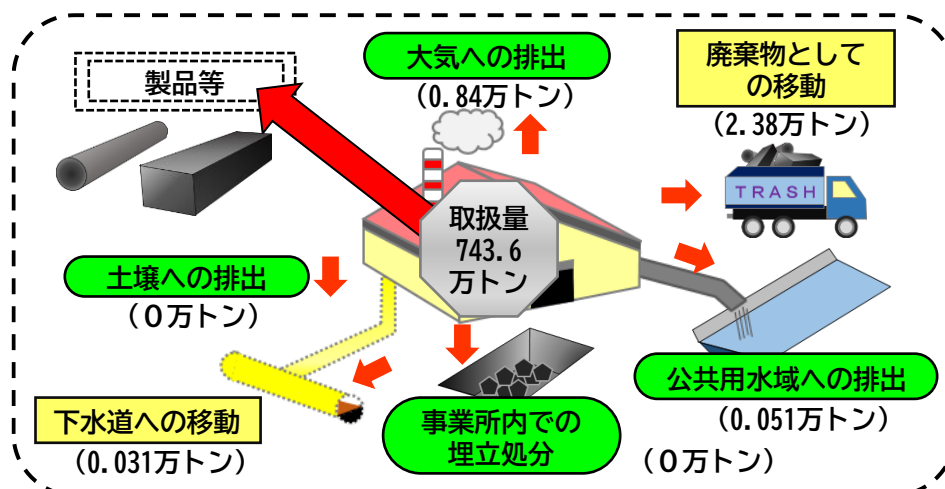 製品等
大気への排出
(0.84万トン)
廃棄物として
の移動
(2.38万トン)
TRASH
取扱量
743.6
万トン
土壌への排出
(０万トン)
公共用水域への排出
(0.051万トン)
下水道への移動
(0.031万トン)
事業所内での
埋立処分
(０万トン)